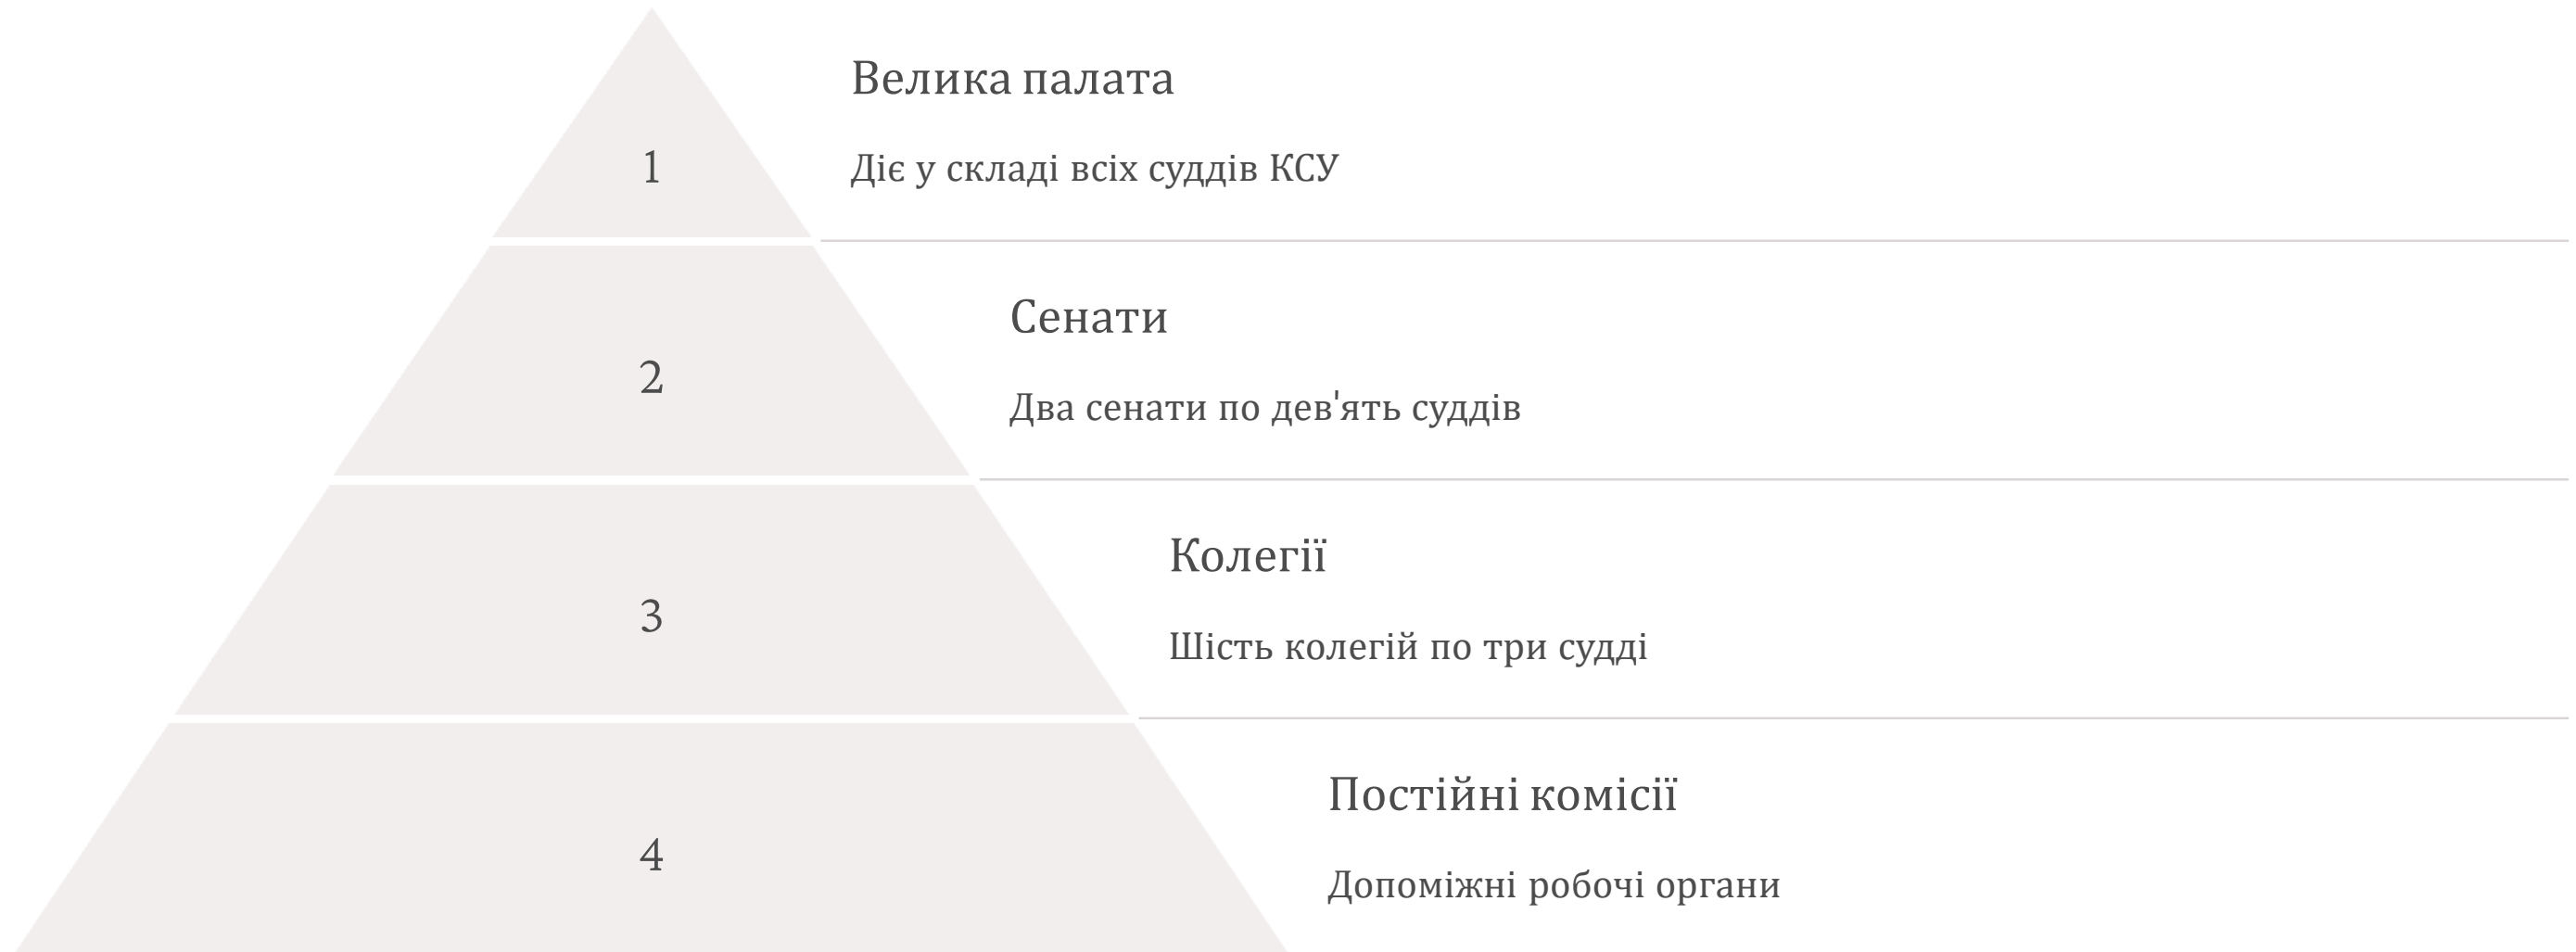 1
Велика палата
Діє у складі всіх суддів КСУ
2
Сенати
Два сенати по дев'ять суддів
3
Колегії
Шість колегій по три судді
4
Постійні комісії
Допоміжні робочі органи